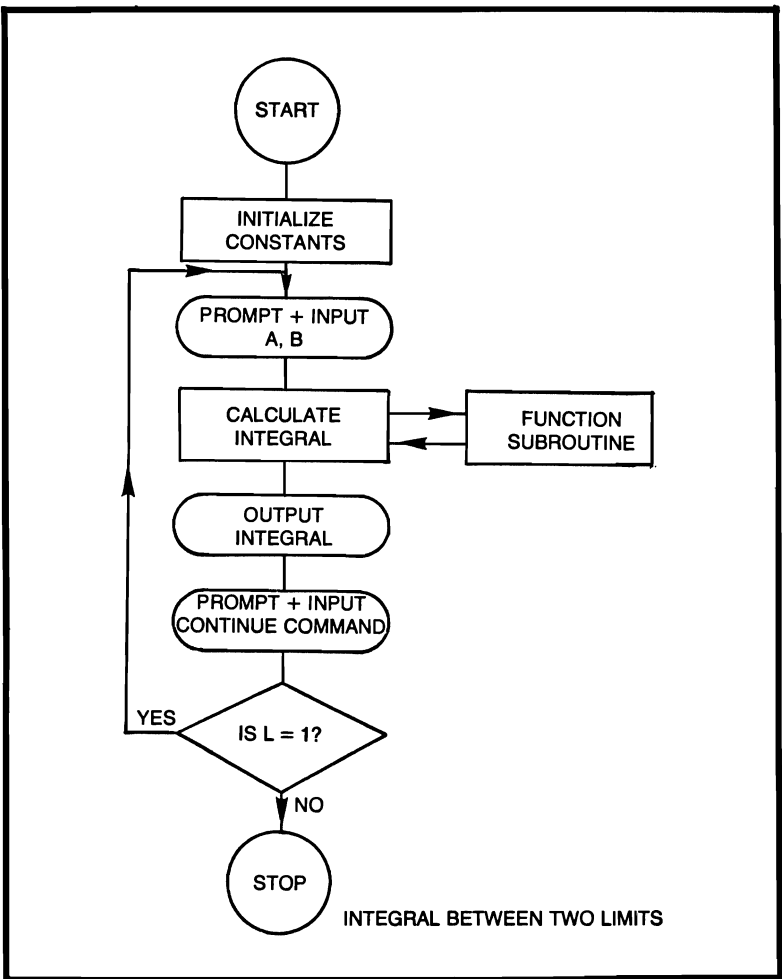 START
INITIALIZE
CONSTANTS
PROMPT + INPUT
A, B
CALCULATE
INTEGRAL
FUNCTION
SUBROUTINE
OUTPUT
INTEGRAL
PROMPT + INPUT
CONTINUE COMMAND
YES
IS L = 1?
NO
STOP
INTEGRAL BETWEEN TWO LIMITS